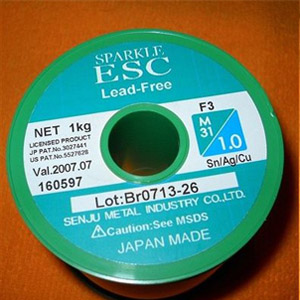 SPARKLE
ESC
Lead-Free
NET 1kg
LICENSED PRODUCT
JP PAT.No.3027441
US PAT.No.5527628
Val.2007.07
160597
F3
M
31
1.0
Sn/Ag/Cu
Lot:Br0713-26
SENJU METAL INDUSTRY CO.,LTD.
⚠Caution:See MSDS
JAPAN MADE